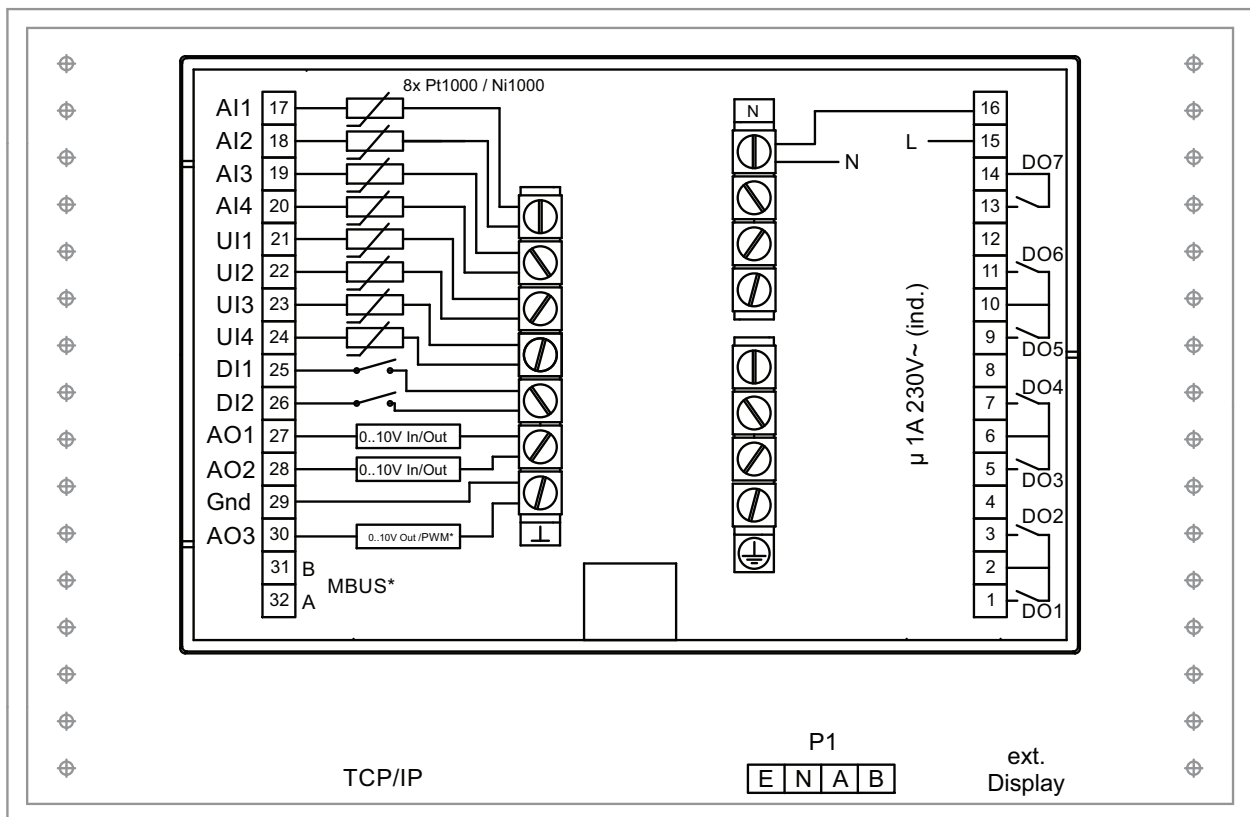 8x Pt1000 / Ni1000
AI1 17
AI2 18
AI3 19
AI4 20
UI1 21
UI2 22
UI3 23
UI4 24
DI1 25
DI2 26
AO1 27 0..10V In/Out
AO2 28 0..10V In/Out
Gnd 29
AO3 30 0..10V Out /PWM*
31 B
MBUS*
32 A
N
N
L
16
15
14 DO7
13
12
11 DO6
10
9 DO5
8
7 DO4
6
5 DO3
4
3 DO2
2
1 DO1
µ 1A 230V~ (ind.)
TCP/IP
P1
E N A B
ext.
Display